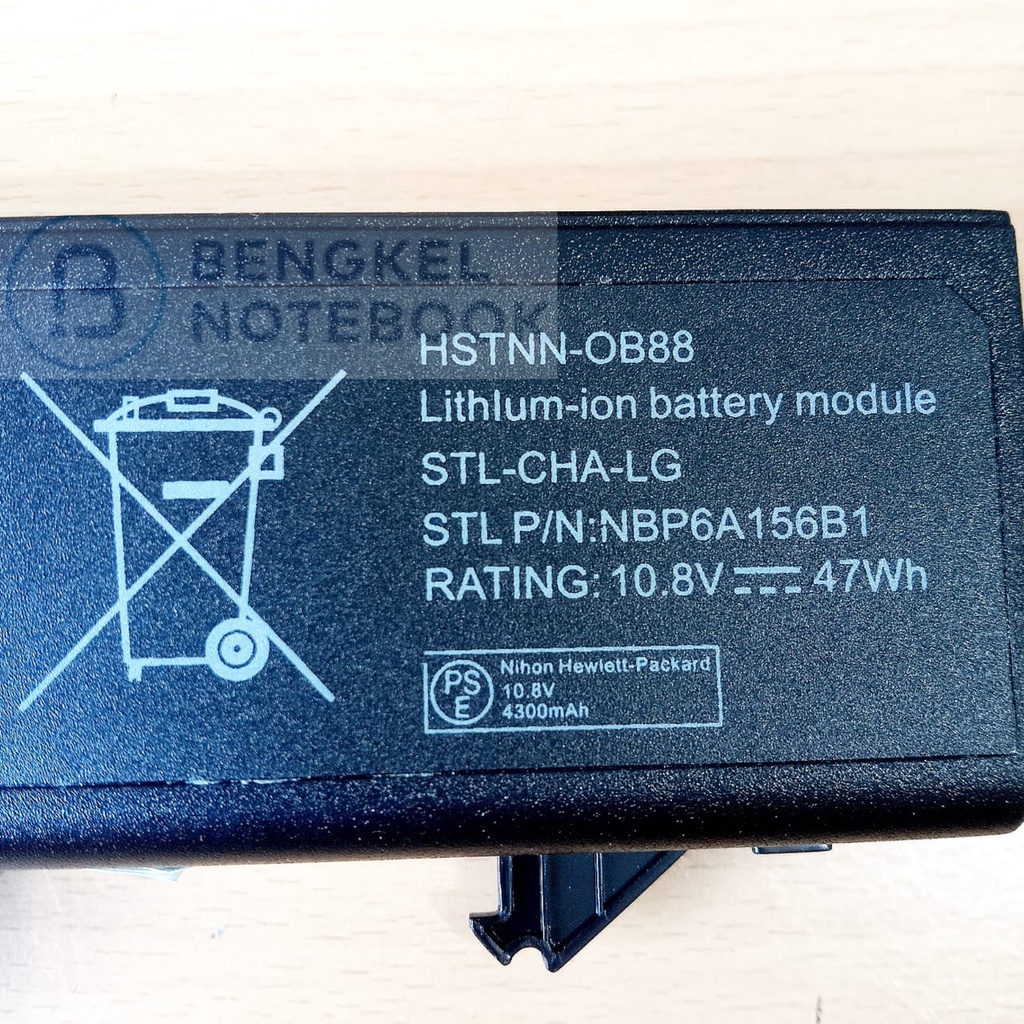 BENGKEL
NOTEBOOK
HSTNN-OB88
Lithlum-ion battery module
STL-CHA-LG
STL P/N:NBP6A156B1
RATING: 10.8V ⎓ 47Wh
PSE
Nihon Hewlett-Packard
10.8V
4300mAh